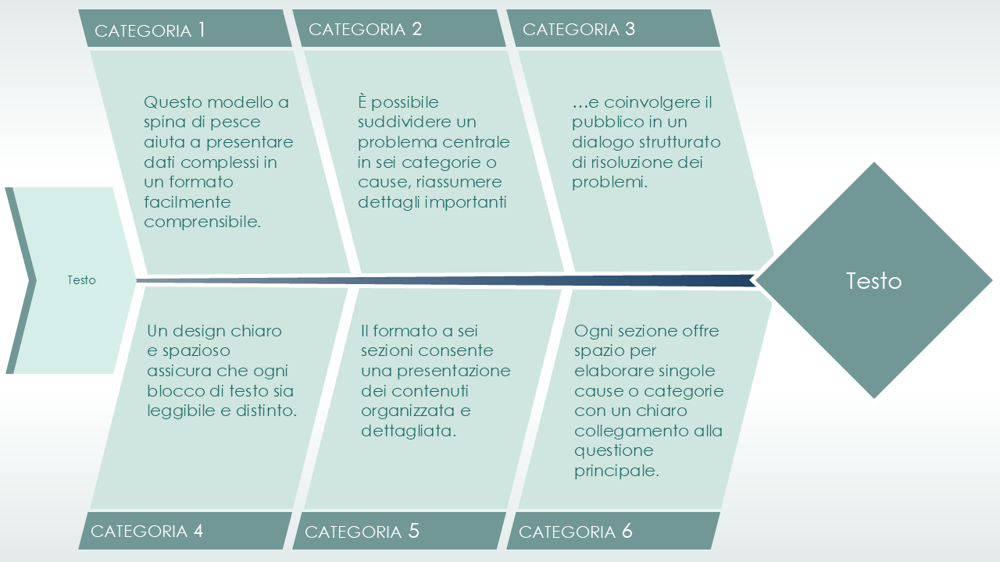 CATEGORIA 1
Questo modello a
spina di pesce
aiuta a presentare
dati complessi in
un formato
facilmente
comprensibile.
CATEGORIA 2
È possibile
suddividere un
problema centrale
in sei categorie o
cause, riassumere
dettagli importanti
CATEGORIA 3
…e coinvolgere il
pubblico in un
dialogo strutturato
di risoluzione dei
problemi.
Testo
Testo
Un design chiaro
e spazioso
assicura che ogni
blocco di testo sia
leggibile e distinto.
CATEGORIA 4
Il formato a sei
sezioni consente
una presentazione
dei contenuti
organizzata e
dettagliata.
CATEGORIA 5
Ogni sezione offre
spazio per
elaborare singole
cause o categorie
con un chiaro
collegamento alla
questione
principale.
CATEGORIA 6